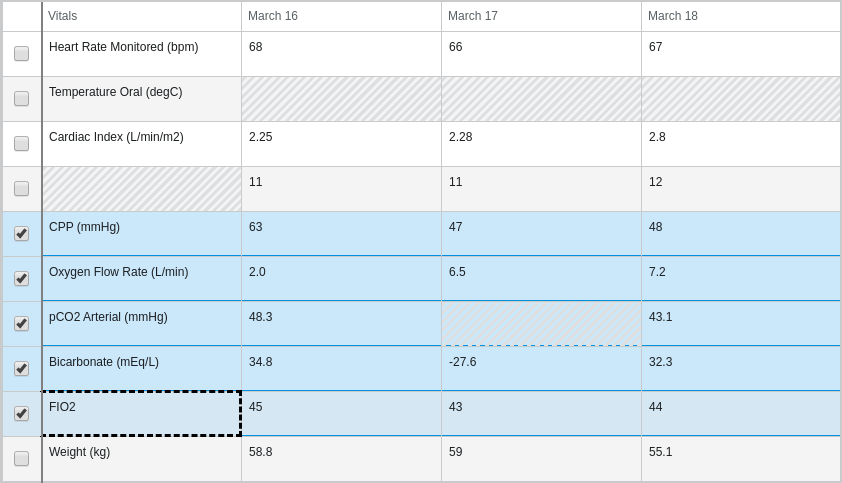 Vitals March 16 March 17 March 18
Heart Rate Monitored (bpm) 68 66 67
Temperature Oral (degC)
Cardiac Index (L/min/m2) 2.25 2.28 2.8
11 11 12
CPP (mmHg) 63 47 48
Oxygen Flow Rate (L/min) 2.0 6.5 7.2
pCO2 Arterial (mmHg) 48.3 43.1
Bicarbonate (mEq/L) 34.8 -27.6 32.3
FIO2 45 43 44
Weight (kg) 58.8 59 55.1